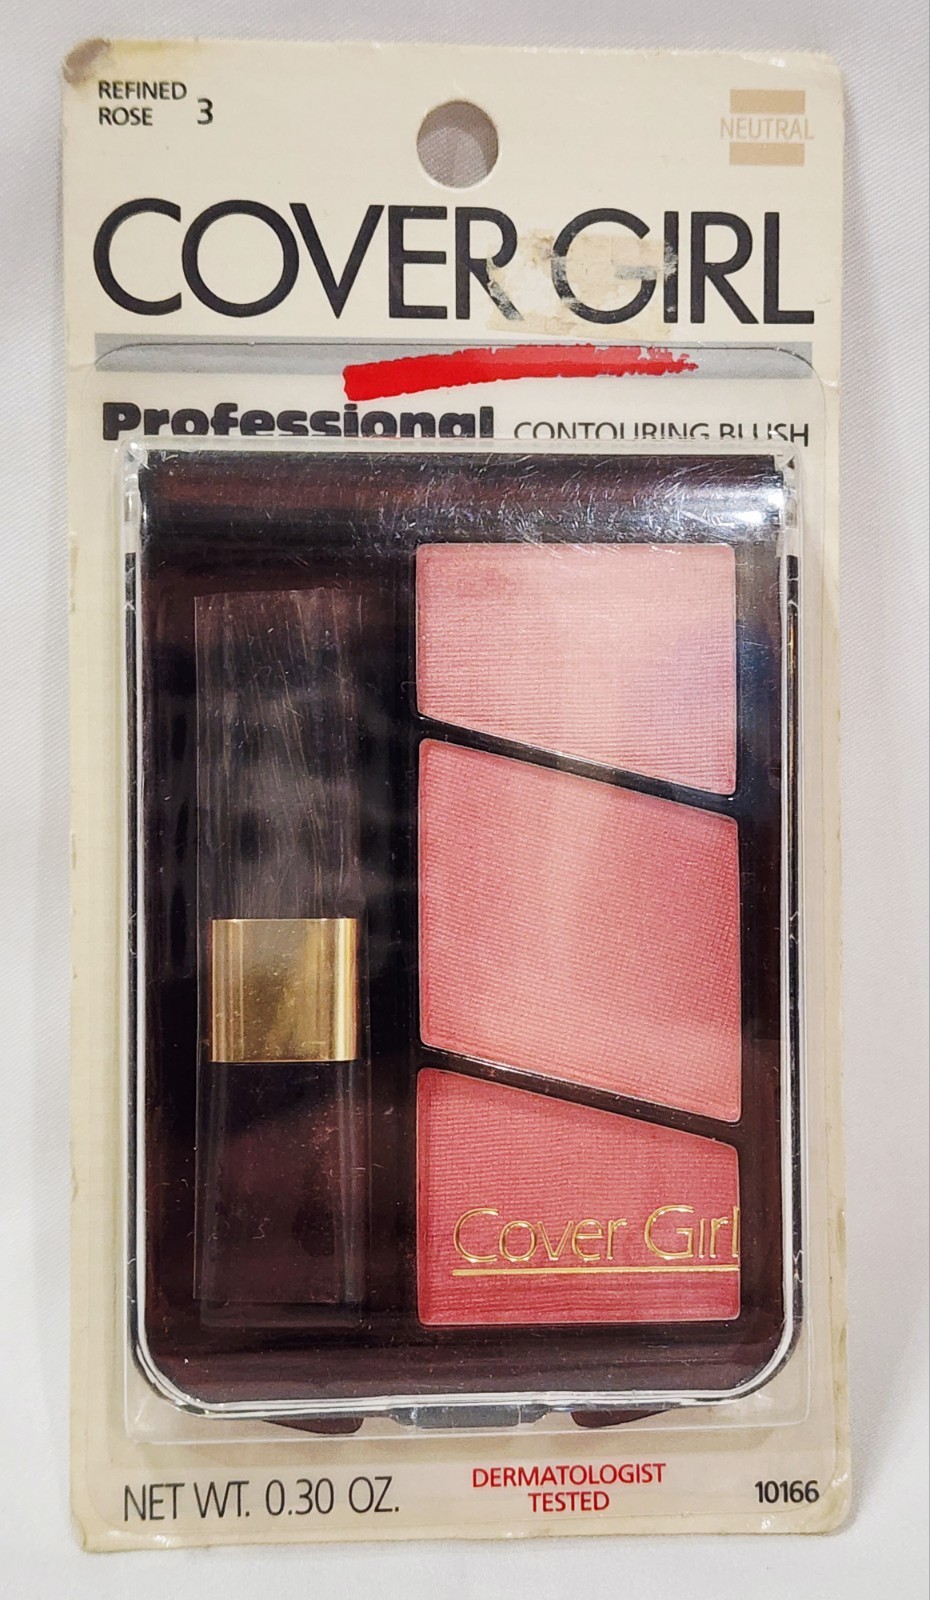 REFINED
ROSE 3
NEUTRAL
COVER GIRL
Professional CONTOURING BLUSH
Cover Girl
NET WT. 0.30 OZ.
DERMATOLOGIST
TESTED
10166